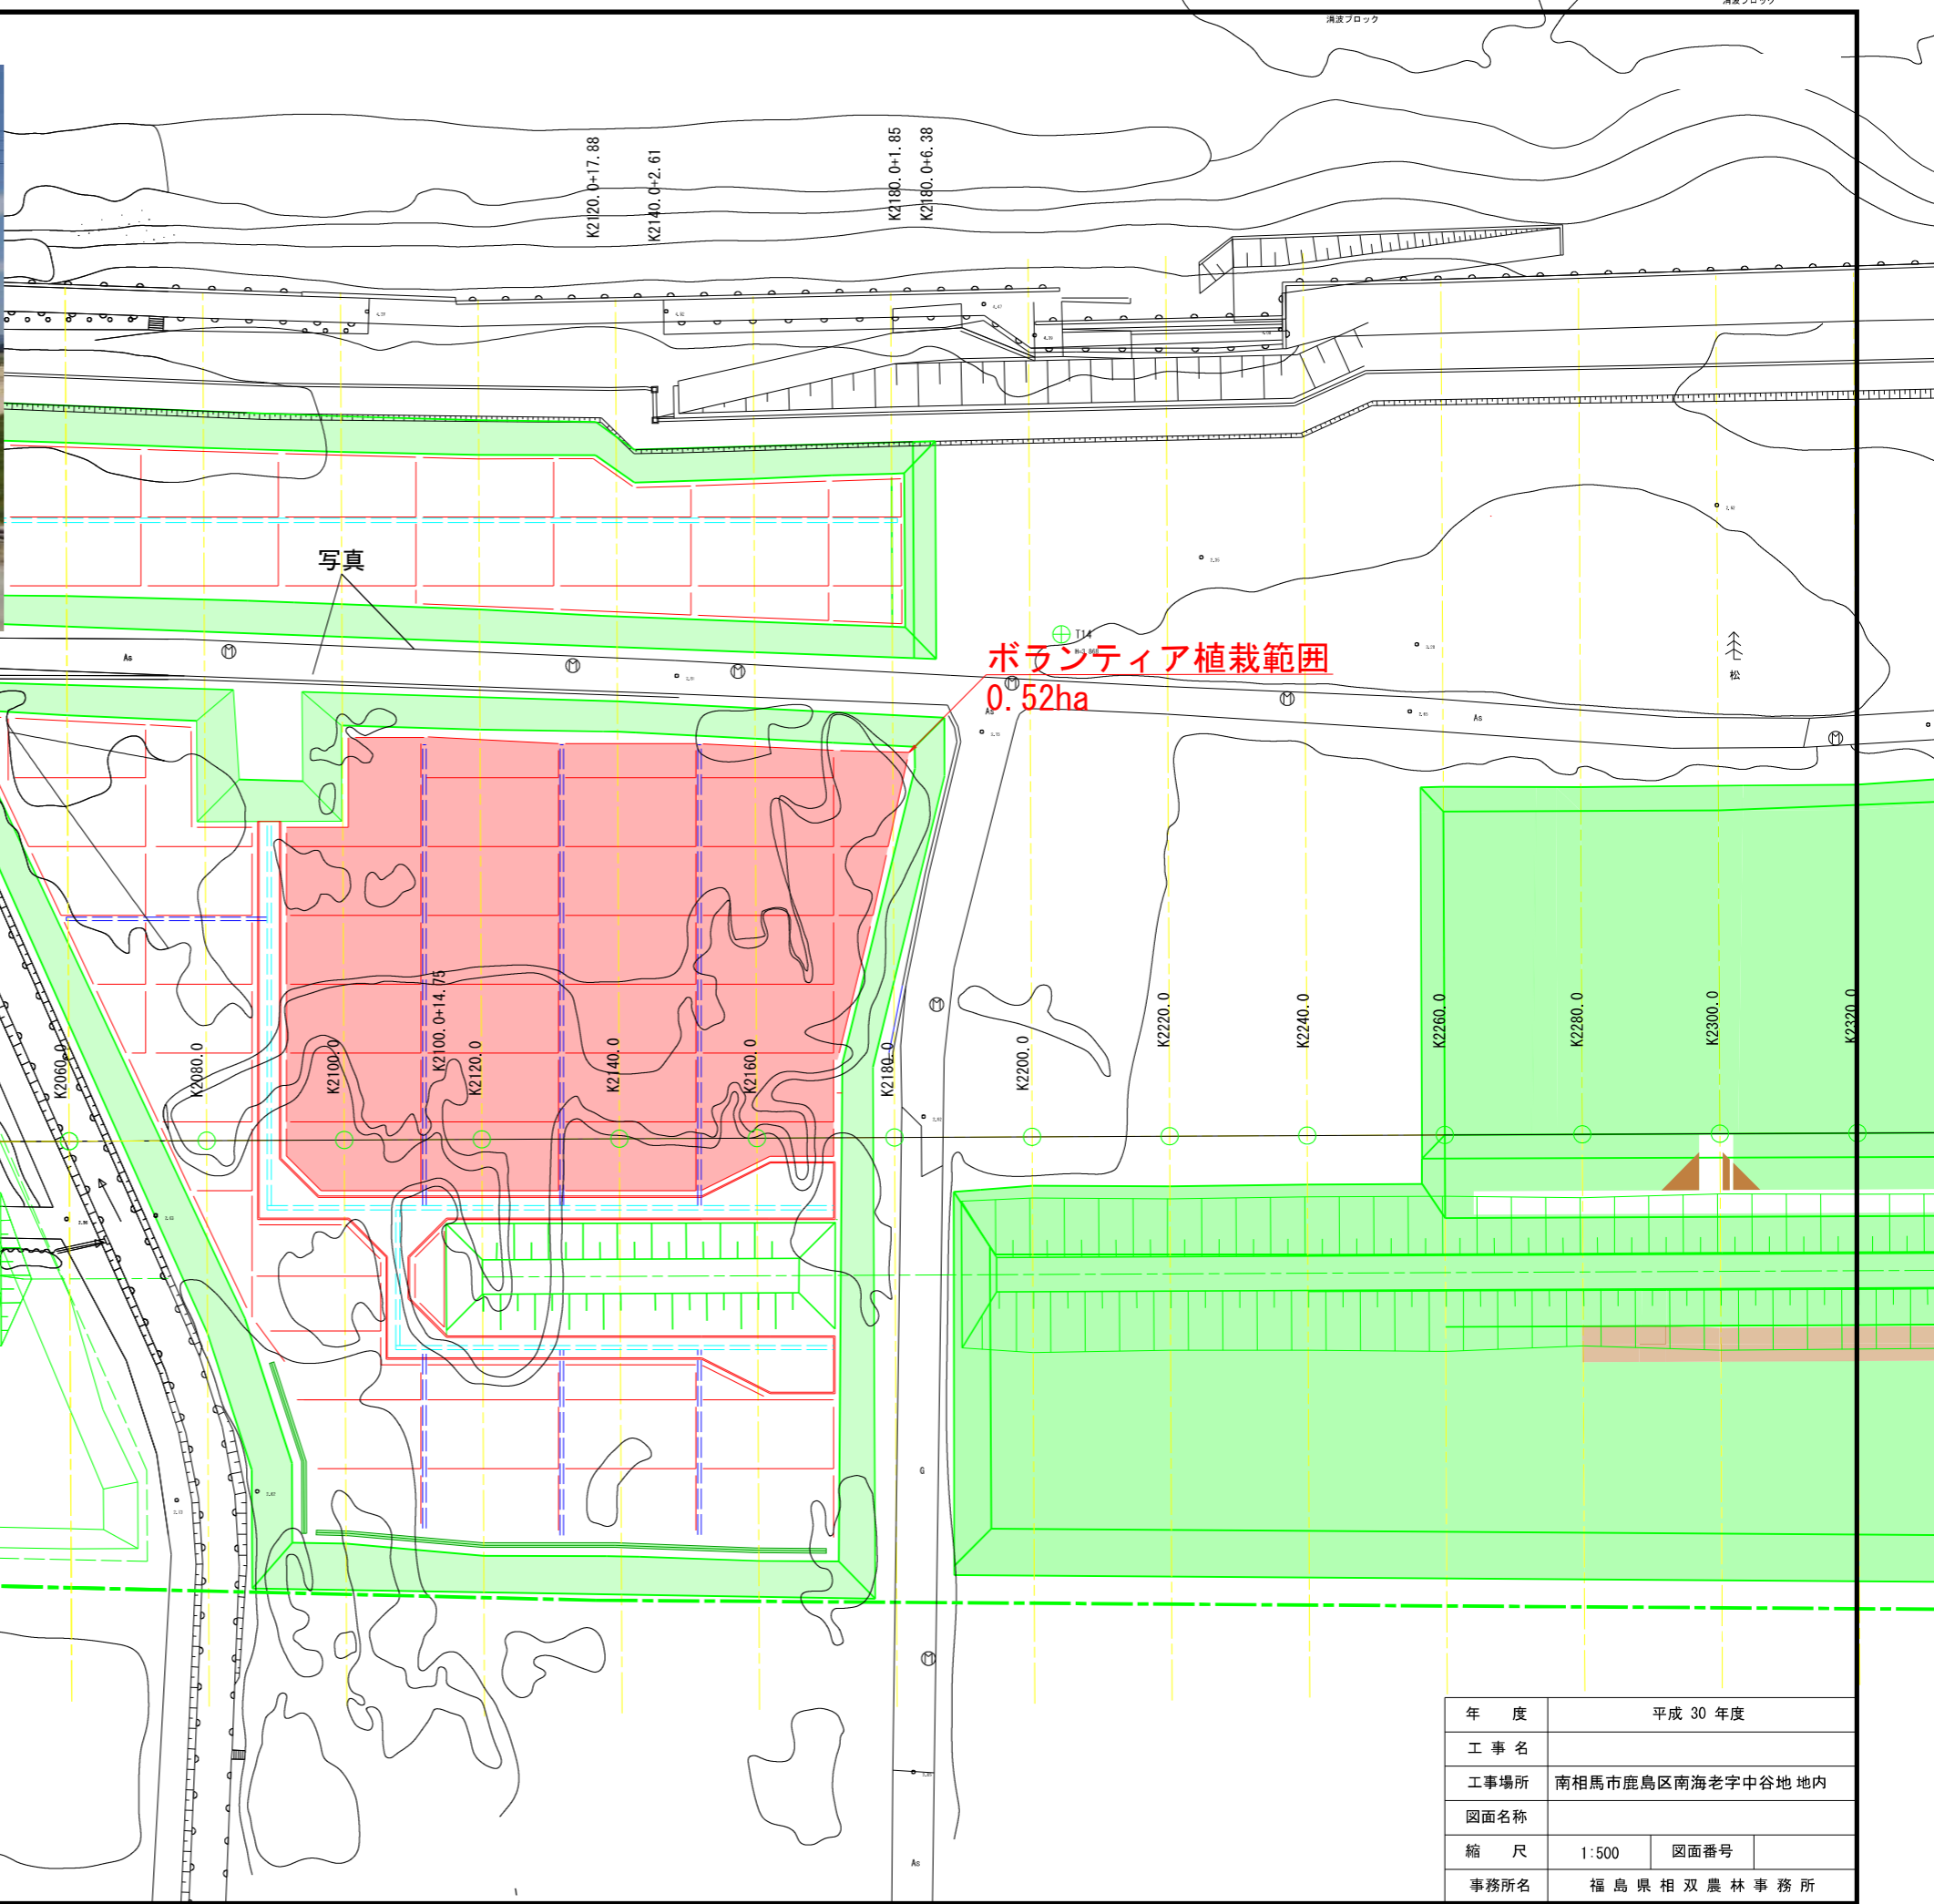 消波ブロック
消波ブロック
K2120.0+17.88
K2140.0+2.61
K2180.0+1.85
K2180.0+6.38
写真
T14
ボランティア植栽範囲
0.52ha
As
As
As
松
K2060.0
K2080.0
K2100.0
K2100.0+14.75
K2120.0
K2140.0
K2160.0
K2180.0
K2200.0
K2220.0
K2240.0
K2260.0
K2280.0
K2300.0
K2320.0
G
As
年 度 平成 30 年度
工 事 名
工事場所 南相馬市鹿島区南海老字中谷地 地内
図面名称
縮 尺 1:500 図面番号
事務所名 福 島 県 相 双 農 林 事 務 所